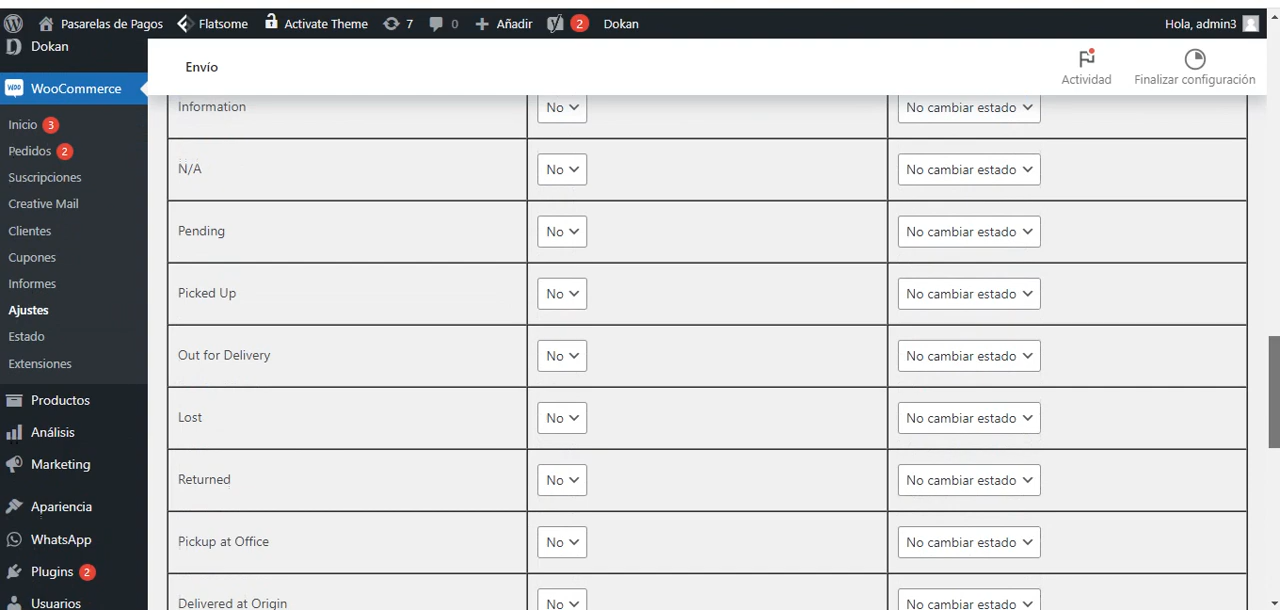 Pasarelas de Pagos
Flatsome
Activate Theme
7
0
Añadir
2
Dokan
Hola, admin3
Dokan
WooCommerce
Inicio 3
Pedidos 2
Suscripciones
Creative Mail
Clientes
Cupones
Informes
Ajustes
Estado
Extensiones
Productos
Análisis
Marketing
Apariencia
WhatsApp
Plugins 2
Usuarios
Envío
Actividad
Finalizar configuración
Information No No cambiar estado
N/A No No cambiar estado
Pending No No cambiar estado
Picked Up No No cambiar estado
Out for Delivery No No cambiar estado
Lost No No cambiar estado
Returned No No cambiar estado
Pickup at Office No No cambiar estado
Delivered at Origin No No cambiar estado